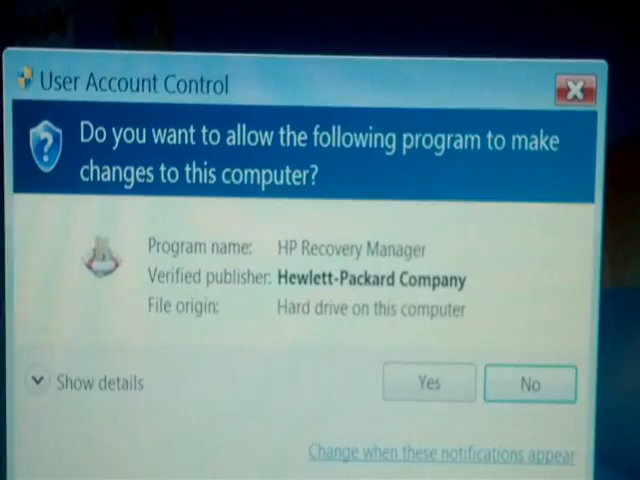 User Account Control
Do you want to allow the following program to make
changes to this computer?
Program name: HP Recovery Manager
Verified publisher: Hewlett-Packard Company
File origin: Hard drive on this computer
Show details
Yes
No
Change when these notifications appear